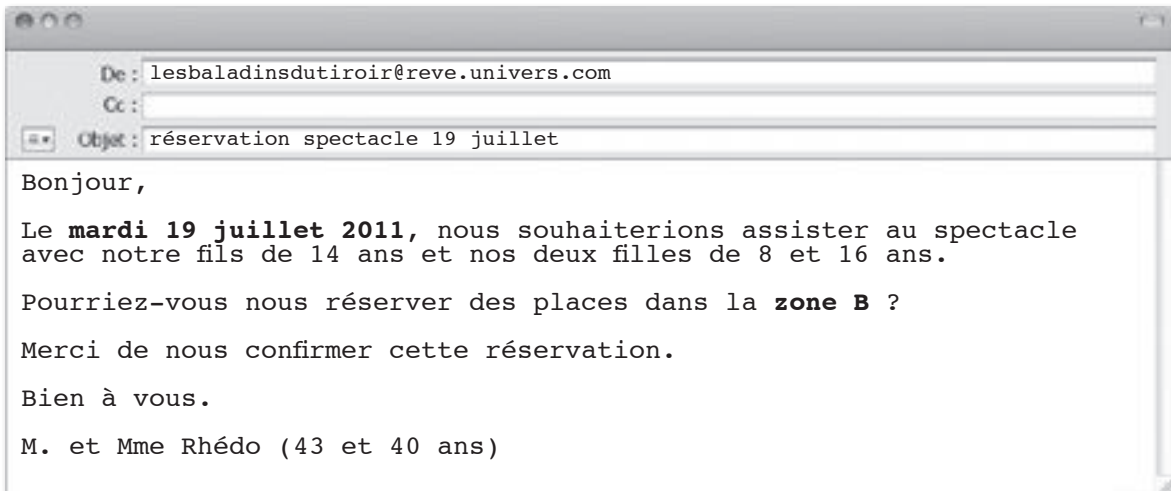 De : lesbaladinsdutiroir@reve.univers.com
Cc :
Objet : réservation spectacle 19 juillet
Bonjour,
Le mardi 19 juillet 2011, nous souhaiterions assister au spectacle
avec notre fils de 14 ans et nos deux filles de 8 et 16 ans.
Pourriez-vous nous réserver des places dans la zone B ?
Merci de nous confirmer cette réservation.
Bien à vous.
M. et Mme Rhédo (43 et 40 ans)